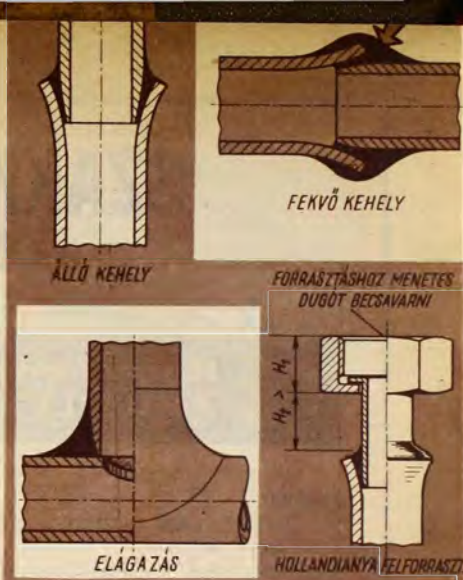 ÁLLÓ KEHELY
FEKVŐ KEHELY
FORRASZTÁSHOZ MENETES
DUGÓT BECSAVARNI
H₂ > H₁
ELÁGAZÁS
HOLLANDIANYA FELFORRASZT